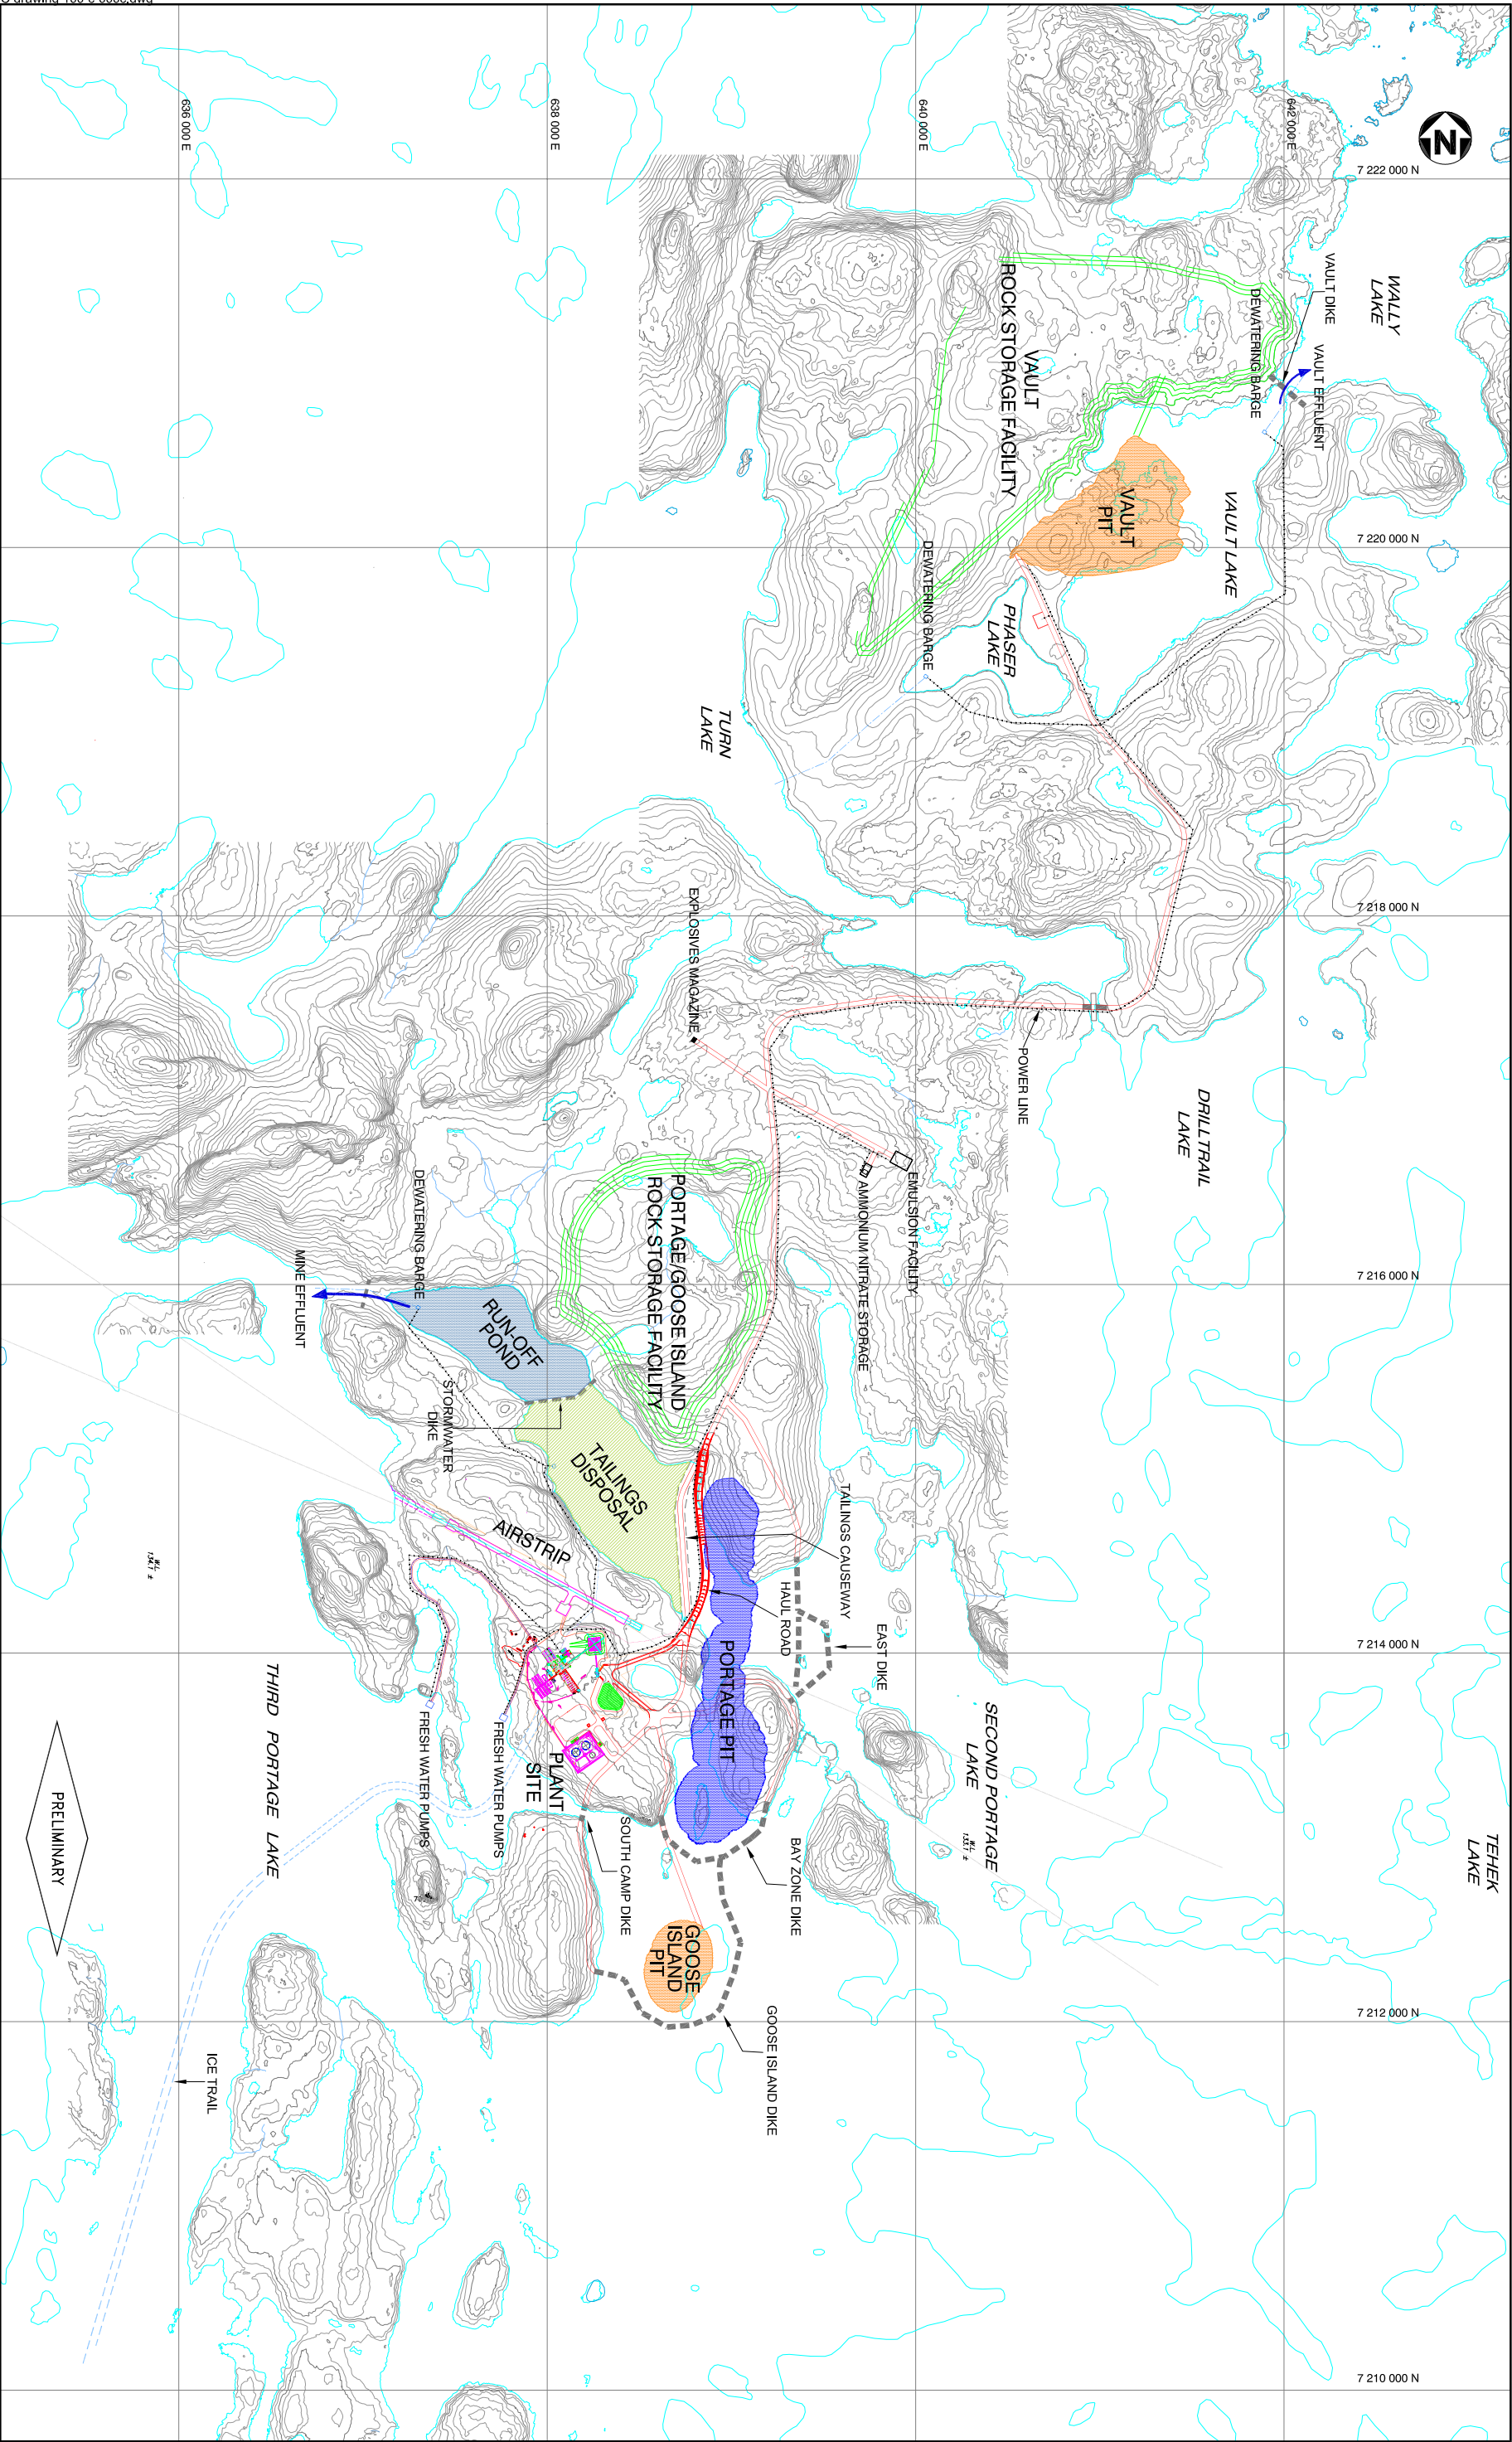 642 000 E
N
7 222 000 N
640 000 E
638 000 E
636 000 E
WALLY
LAKE
VAULT DIKE
DEWATERING BARGE
VAULT EFFLUENT
VAULT
ROCK STORAGE FACILITY
VAULT
PIT
VAULT LAKE
7 220 000 N
DEWATERING BARGE
PHASER
LAKE
TURN
LAKE
7 218 000 N
EXPLOSIVES MAGAZINE
POWER LINE
DRILLTRAIL
LAKE
EMULSION FACILITY
AMMONIUM NITRATE STORAGE
PORTAGE/GOOSE ISLAND
ROCK STORAGE FACILITY
DEWATERING BARGE
MINE EFFLUENT
7 216 000 N
RUN-OFF
POND
STORMWATER
DIKE
TAILINGS
DISPOSAL
AIRSTRIP
TAILINGS CAUSEWAY
HAUL ROAD
EAST DIKE
7 214 000 N
PORTAGE PIT
SECOND PORTAGE
LAKE
W.L.
133.1 ±
W.L.
134.1 ±
THIRD PORTAGE LAKE
FRESH WATER PUMPS
FRESH WATER PUMPS
PLANT
SITE
SOUTH CAMP DIKE
BAY ZONE DIKE
TEHEK
LAKE
GOOSE
ISLAND
PIT
7 212 000 N
GOOSE ISLAND DIKE
ICE TRAIL
PRELIMINARY
7 210 000 N